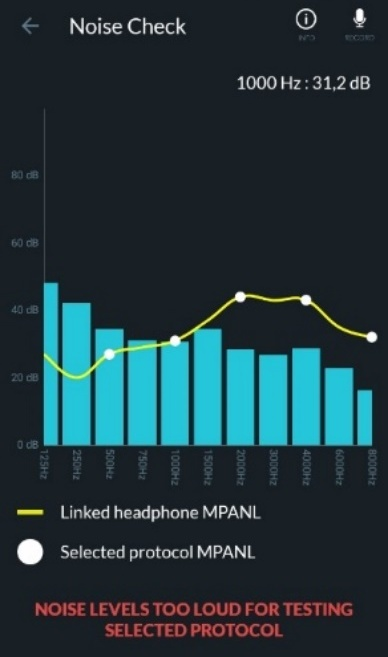 Noise Check
INFO
RECORD
1000 Hz : 31,2 dB
80 dB
60 dB
40 dB
20 dB
0 dB
125Hz
250Hz
500Hz
750Hz
1000Hz
1500Hz
2000Hz
3000Hz
4000Hz
6000Hz
8000Hz
Linked headphone MPANL
Selected protocol MPANL
NOISE LEVELS TOO LOUD FOR TESTING
SELECTED PROTOCOL